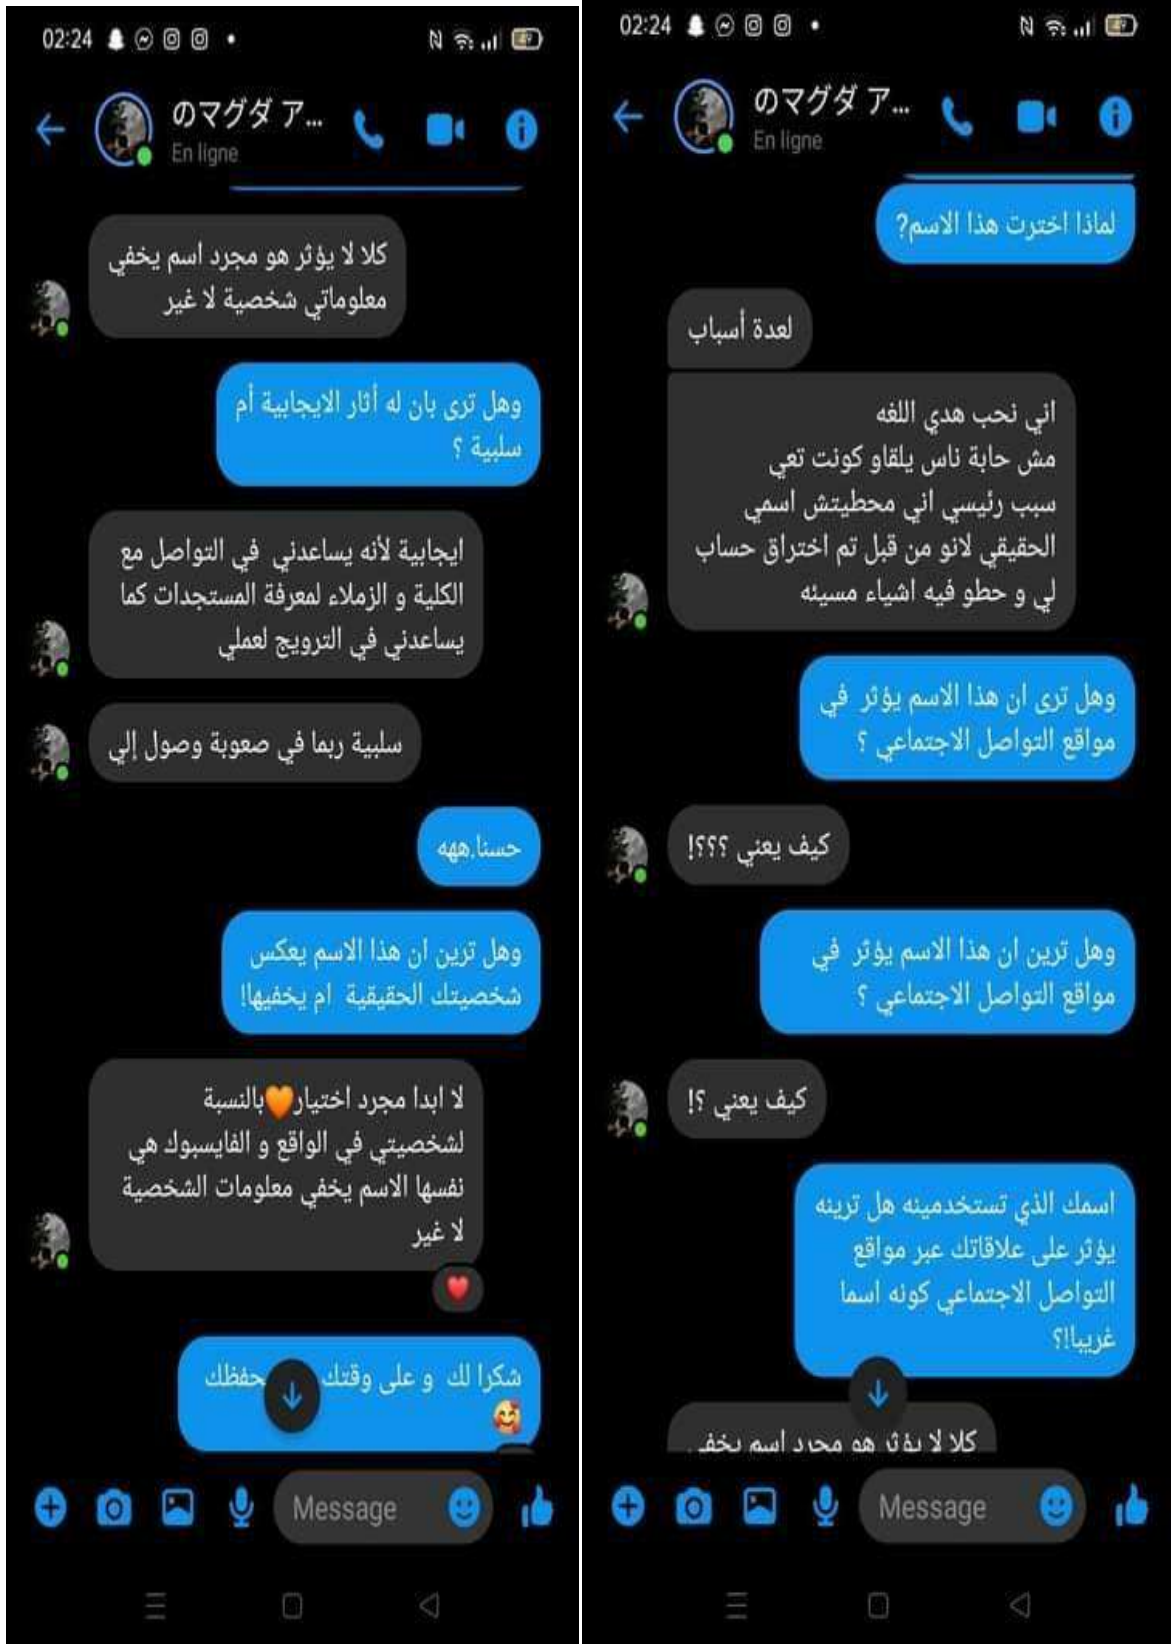 02:24
のマグダ ア...
En ligne
كلا لا يؤثر هو مجرد اسم يخفي
معلوماتي شخصية لا غير
وهل ترى بان له أثار الايجابية أم
سلبية ؟
ايجابية لأنه يساعدني في التواصل مع
الكلية و الزملاء لمعرفة المستجدات كما
يساعدني في الترويج لعملي
سلبية ربما في صعوبة وصول إلي
حسنا.ههه
وهل ترين ان هذا الاسم يعكس
شخصيتك الحقيقية ام يخفيها!
لا ابدا مجرد اختيار🧡بالنسبة
لشخصيتي في الواقع و الفايسبوك هي
نفسها الاسم يخفي معلومات الشخصية
لا غير
❤️
شكرا لك و على وقتك حفظك
🥰
Message
02:24
のマグダ ア...
En ligne
لماذا اخترت هذا الاسم?
لعدة أسباب
اني نحب هدي اللغه
مش حابة ناس يلقاو كونت تعي
سبب رئيسي اني محطيتش اسمي
الحقيقي لانو من قبل تم اختراق حساب
لي و حطو فيه اشياء مسيئه
وهل ترى ان هذا الاسم يؤثر في
مواقع التواصل الاجتماعي ؟
كيف يعني ؟؟؟!
وهل ترين ان هذا الاسم يؤثر في
مواقع التواصل الاجتماعي ؟
كيف يعني ؟!
اسمك الذي تستخدمينه هل ترينه
يؤثر على علاقاتك عبر مواقع
التواصل الاجتماعي كونه اسما
غريبا!؟
كلا لا يؤثر هو مجرد اسم يخفي
Message